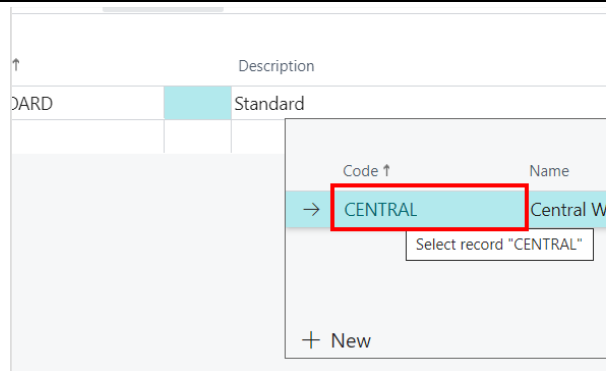 ↑ Description
DARD Standard
Code ↑ Name
→ CENTRAL Central W
Select record "CENTRAL"
+ New